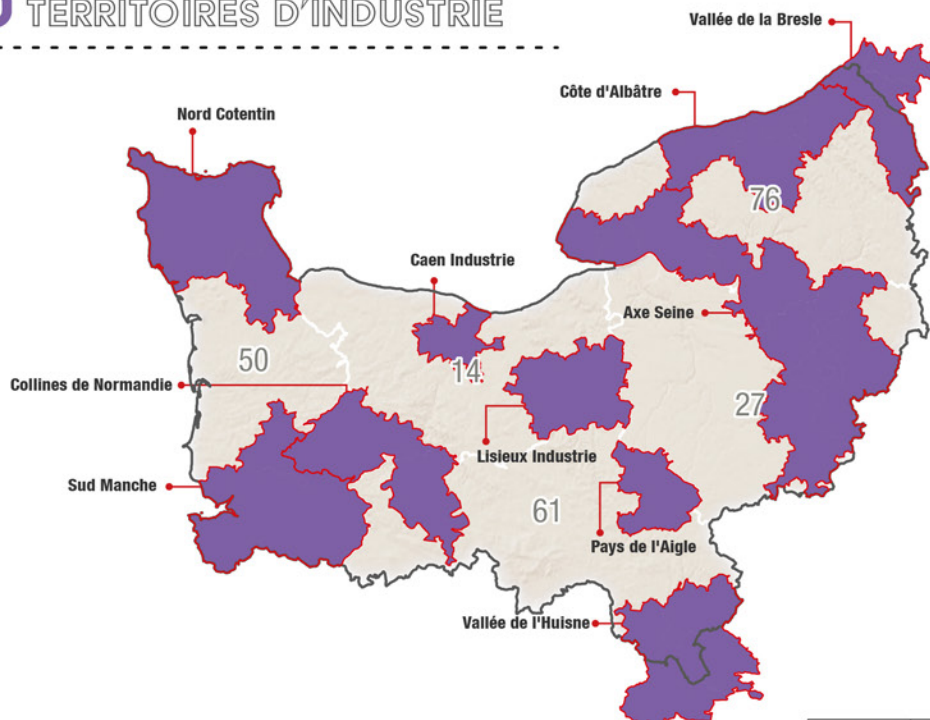 TERRITOIRES D'INDUSTRIE
Vallée de la Bresle
Côte d'Albâtre
Nord Cotentin
76
Caen Industrie
Axe Seine
50
14
Collines de Normandie
27
Lisieux Industrie
Sud Manche
61
Pays de l'Aigle
Vallée de l'Huisne